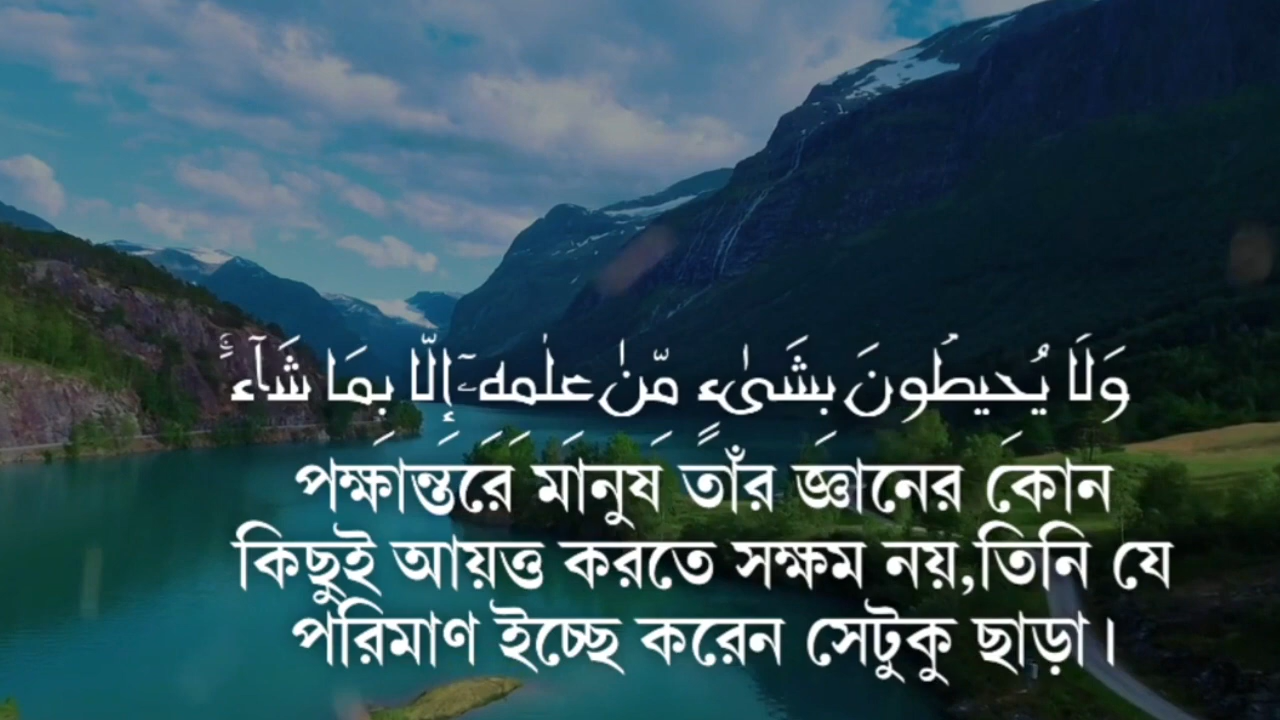 وَلَا يُحِيطُونَ بِشَىْءٍ مِّنْ عِلْمِهِۦٓ إِلَّا بِمَا شَآءَ ۚ
পক্ষান্তরে মানুষ তাঁর জ্ঞানের কোন
কিছুই আয়ত্ত করতে সক্ষম নয়,তিনি যে
পরিমাণ ইচ্ছে করেন সেটুকু ছাড়া।